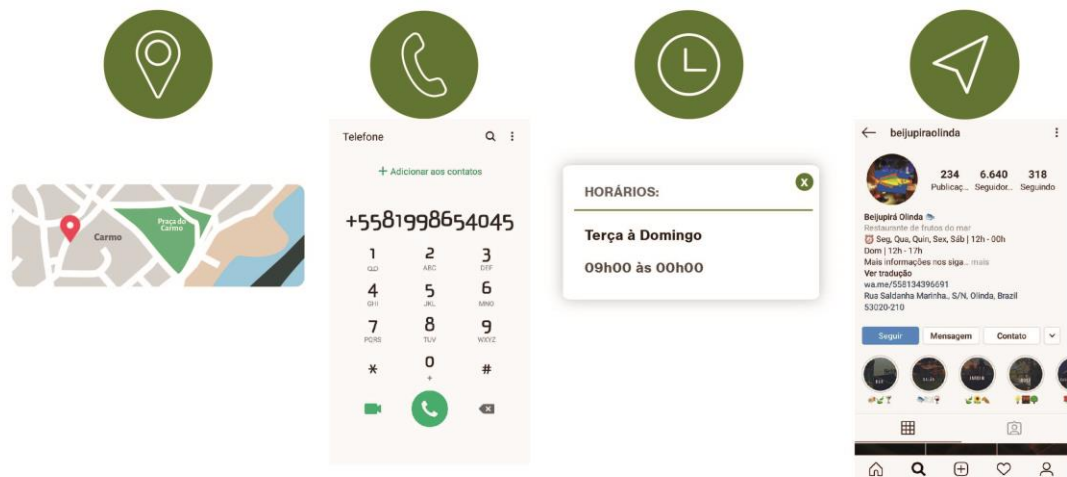 Carmo
Praça do
Carmo
Telefone
+ Adicionar aos contatos
+5581998654045
1
2
ABC
3
DEF
4
GHI
5
JKL
6
MNO
7
PQRS
8
TUV
9
WXYZ
*
0
+
#
X
HORÁRIOS:
Terça à Domingo
09h00 às 00h00
beijupiraolinda
234 6.640 318
Publicaç... Seguidor... Seguindo
Beijupirá Olinda
Restaurante de frutos do mar
Seg, Qua, Quin, Sex, Sáb | 12h - 00h
Dom | 12h - 17h
Mais informações nos siga... mais
Ver tradução
wa.me/558134396691
Rua Saldanha Marinha., S/N, Olinda, Brazil
53020-210
Seguir Mensagem Contato